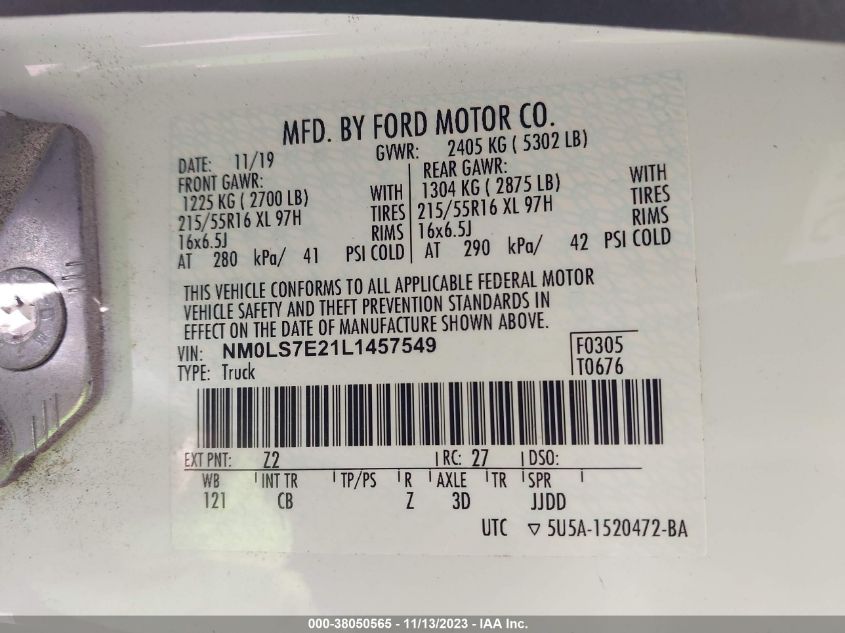 MFD. BY FORD MOTOR CO.
DATE: 11/19 GVWR: 2405 KG ( 5302 LB)
FRONT GAWR: REAR GAWR:
1225 KG ( 2700 LB) WITH 1304 KG ( 2875 LB) WITH
215/55R16 XL 97H TIRES 215/55R16 XL 97H TIRES
16x6.5J RIMS 16x6.5J RIMS
AT 280 kPa/ 41 PSI COLD AT 290 kPa/ 42 PSI COLD
THIS VEHICLE CONFORMS TO ALL APPLICABLE FEDERAL MOTOR
VEHICLE SAFETY AND THEFT PREVENTION STANDARDS IN
EFFECT ON THE DATE OF MANUFACTURE SHOWN ABOVE.
VIN: NM0LS7E21L1457549 F0305
TYPE: Truck T0676
EXT PNT: Z2 RC: 27 DSO:
WB INT TR TP/PS R AXLE TR SPR
121 CB Z 3D JJDD
UTC ▽ 5U5A-1520472-BA
000-38050565 - 11/13/2023 - IAA Inc.